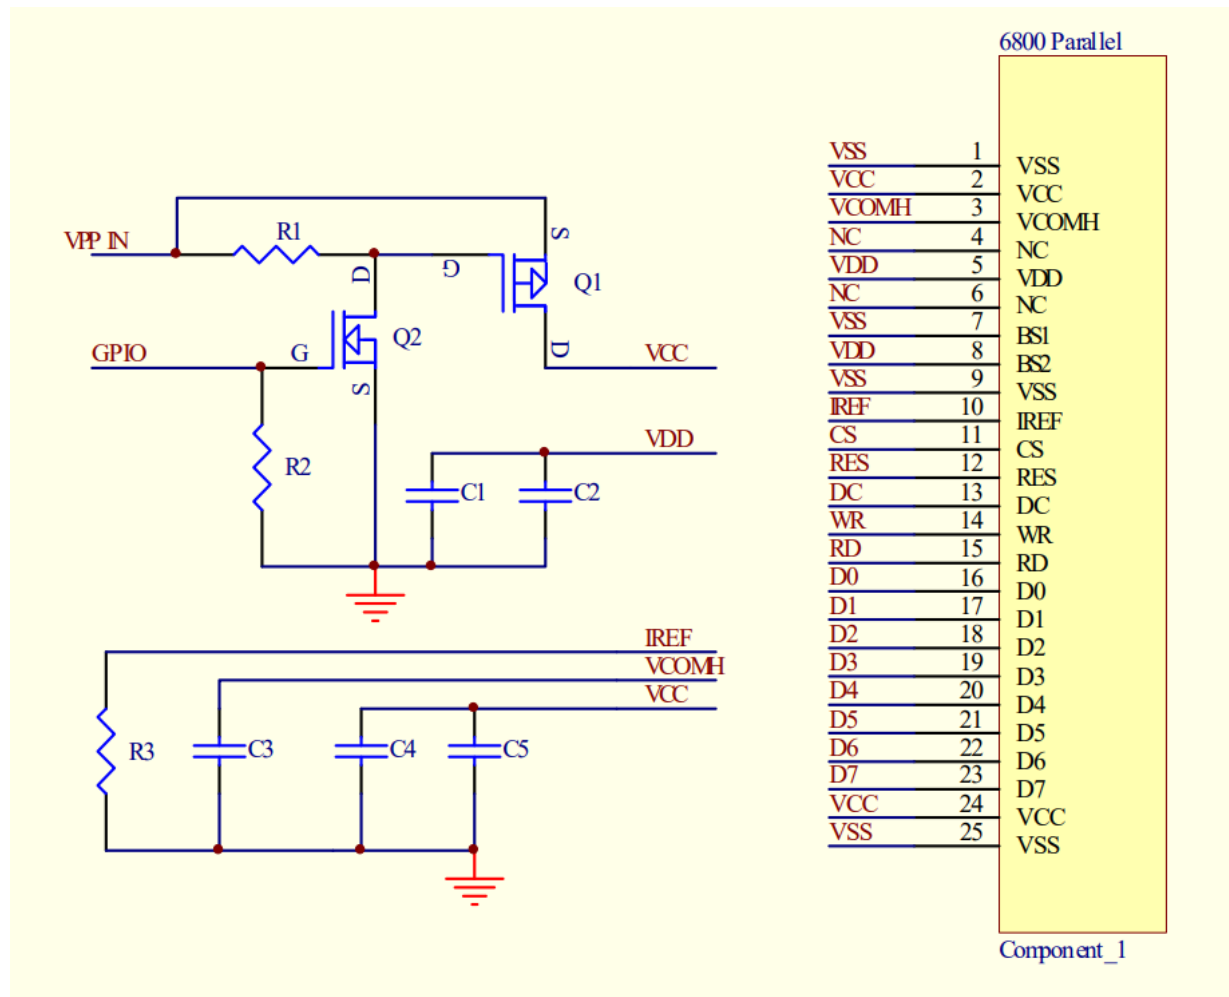 6800 Parallel
VPP IN
R1
D
G
S
Q1
GPIO
G
Q2
S
D
VCC
R2
VDD
C1
C2
IREF
VCOMH
VCC
R3
C3
C4
C5
VSS 1 VSS
VCC 2 VCC
VCOMH 3 VCOMH
NC 4 NC
VDD 5 VDD
NC 6 NC
VSS 7 BS1
VDD 8 BS2
VSS 9 VSS
IREF 10 IREF
CS 11 CS
RES 12 RES
DC 13 DC
WR 14 WR
RD 15 RD
D0 16 D0
D1 17 D1
D2 18 D2
D3 19 D3
D4 20 D4
D5 21 D5
D6 22 D6
D7 23 D7
VCC 24 VCC
VSS 25 VSS
Component_1